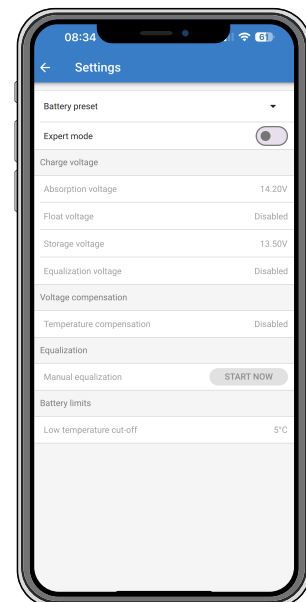 08:34 61
Settings
Battery preset
Expert mode
Charge voltage
Absorption voltage 14.20V
Float voltage Disabled
Storage voltage 13.50V
Equalization voltage Disabled
Voltage compensation
Temperature compensation Disabled
Equalization
Manual equalization START NOW
Battery limits
Low temperature cut-off 5°C